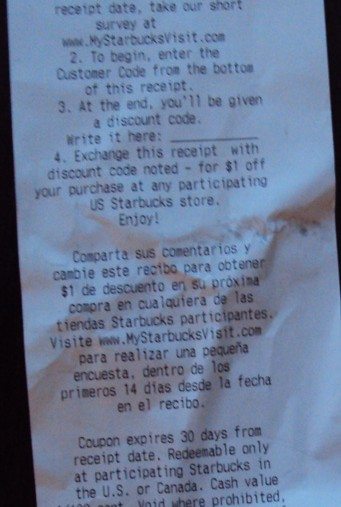 receipt date, take our short
survey at
www.MyStarbucksVisit.com
2. To begin, enter the
Customer Code from the bottom
of this receipt.
3. At the end, you'll be given
a discount code.
Write it here: ___________
4. Exchange this receipt with
discount code noted - for $1 off
your purchase at any participating
US Starbucks store.
Enjoy!
Comparta sus comentarios y
cambie este recibo para obtener
$1 de descuento en su próxima
compra en cualquiera de las
tiendas Starbucks participantes.
Visite www.MyStarbucksVisit.com
para realizar una pequeña
encuesta, dentro de los
primeros 14 días desde la fecha
en el recibo.
Coupon expires 30 days from
receipt date. Redeemable only
at participating Starbucks in
the U.S. or Canada. Cash value
cent. Void where prohibited,